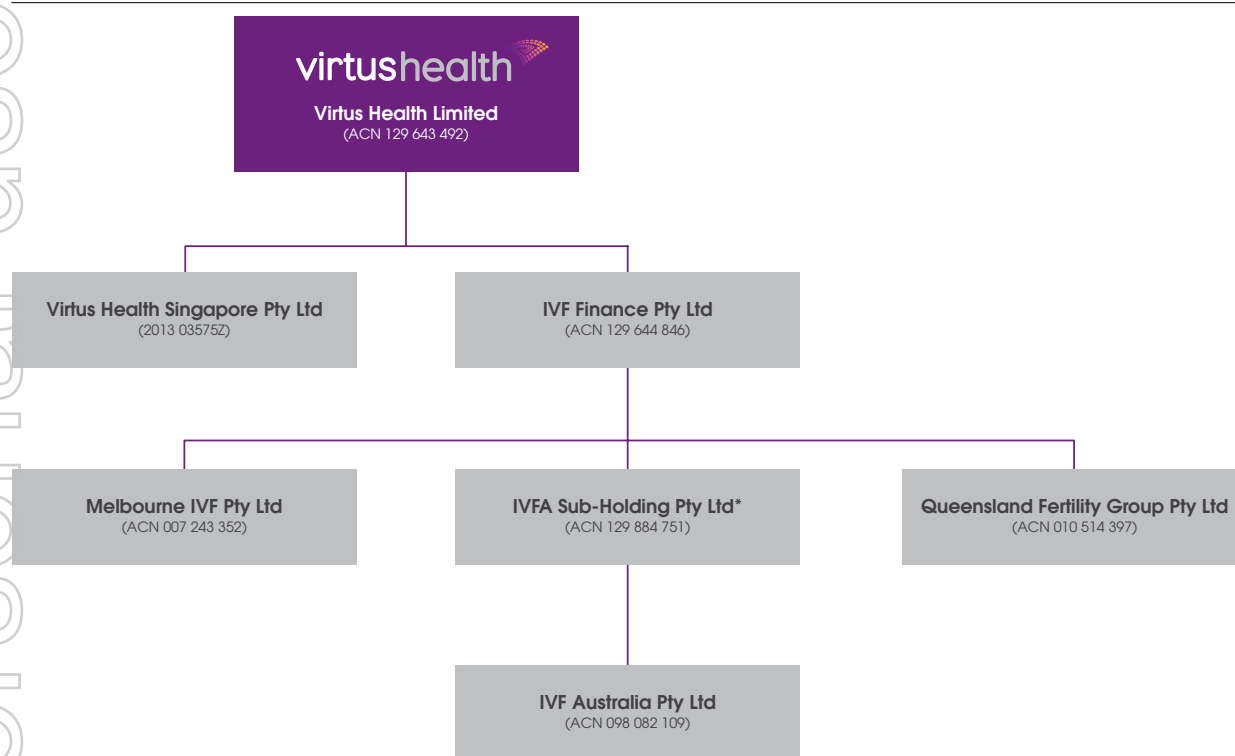 virtushealth
Virtus Health Limited
(ACN 129 643 492)
Virtus Health Singapore Pty Ltd
(2013 03575Z)
IVF Finance Pty Ltd
(ACN 129 644 846)
Melbourne IVF Pty Ltd
(ACN 007 243 352)
IVFA Sub-Holding Pty Ltd*
(ACN 129 884 751)
Queensland Fertility Group Pty Ltd
(ACN 010 514 397)
IVF Australia Pty Ltd
(ACN 098 082 109)